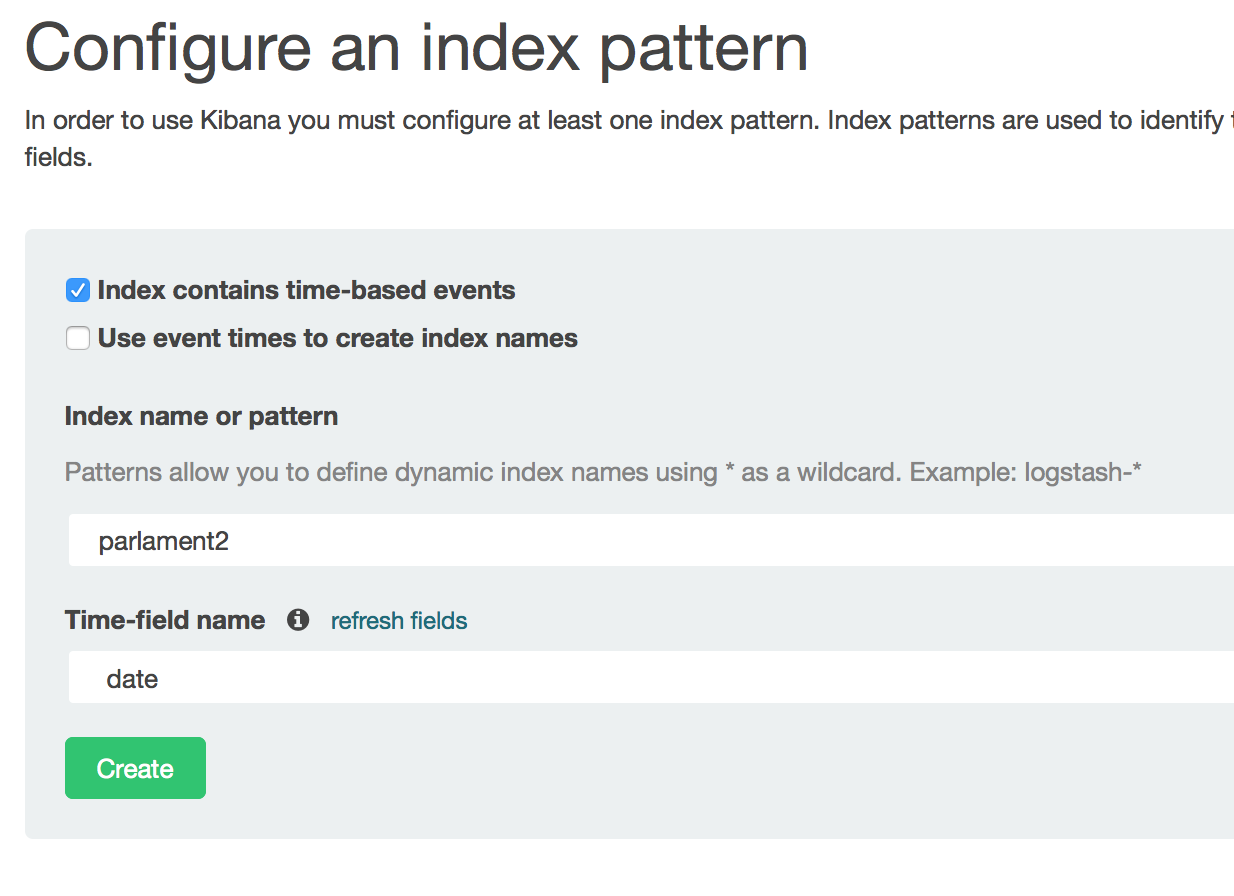 Configure an index pattern
In order to use Kibana you must configure at least one index pattern. Index patterns are used to identify
fields.
Index contains time-based events
Use event times to create index names
Index name or pattern
Patterns allow you to define dynamic index names using * as a wildcard. Example: logstash-*
parlament2
Time-field name refresh fields
date
Create